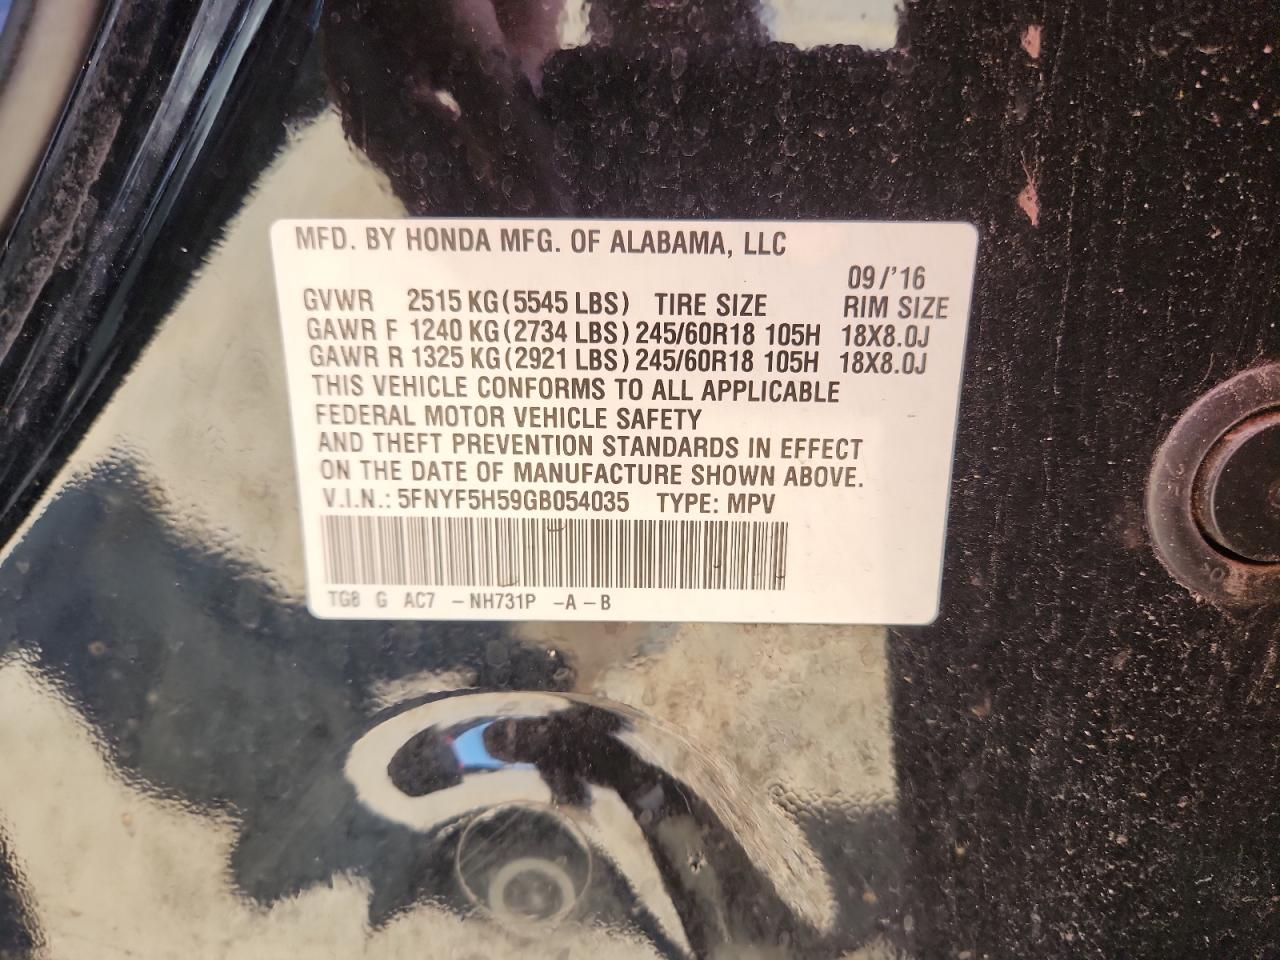 MFD. BY HONDA MFG. OF ALABAMA, LLC
09/'16
GVWR 2515 KG (5545 LBS) TIRE SIZE RIM SIZE
GAWR F 1240 KG (2734 LBS) 245/60R18 105H 18X8.0J
GAWR R 1325 KG (2921 LBS) 245/60R18 105H 18X8.0J
THIS VEHICLE CONFORMS TO ALL APPLICABLE
FEDERAL MOTOR VEHICLE SAFETY
AND THEFT PREVENTION STANDARDS IN EFFECT
ON THE DATE OF MANUFACTURE SHOWN ABOVE.
V.I.N.: 5FNYF5H59GB054035 TYPE: MPV
TG8 G AC7 -NH731P -A-B